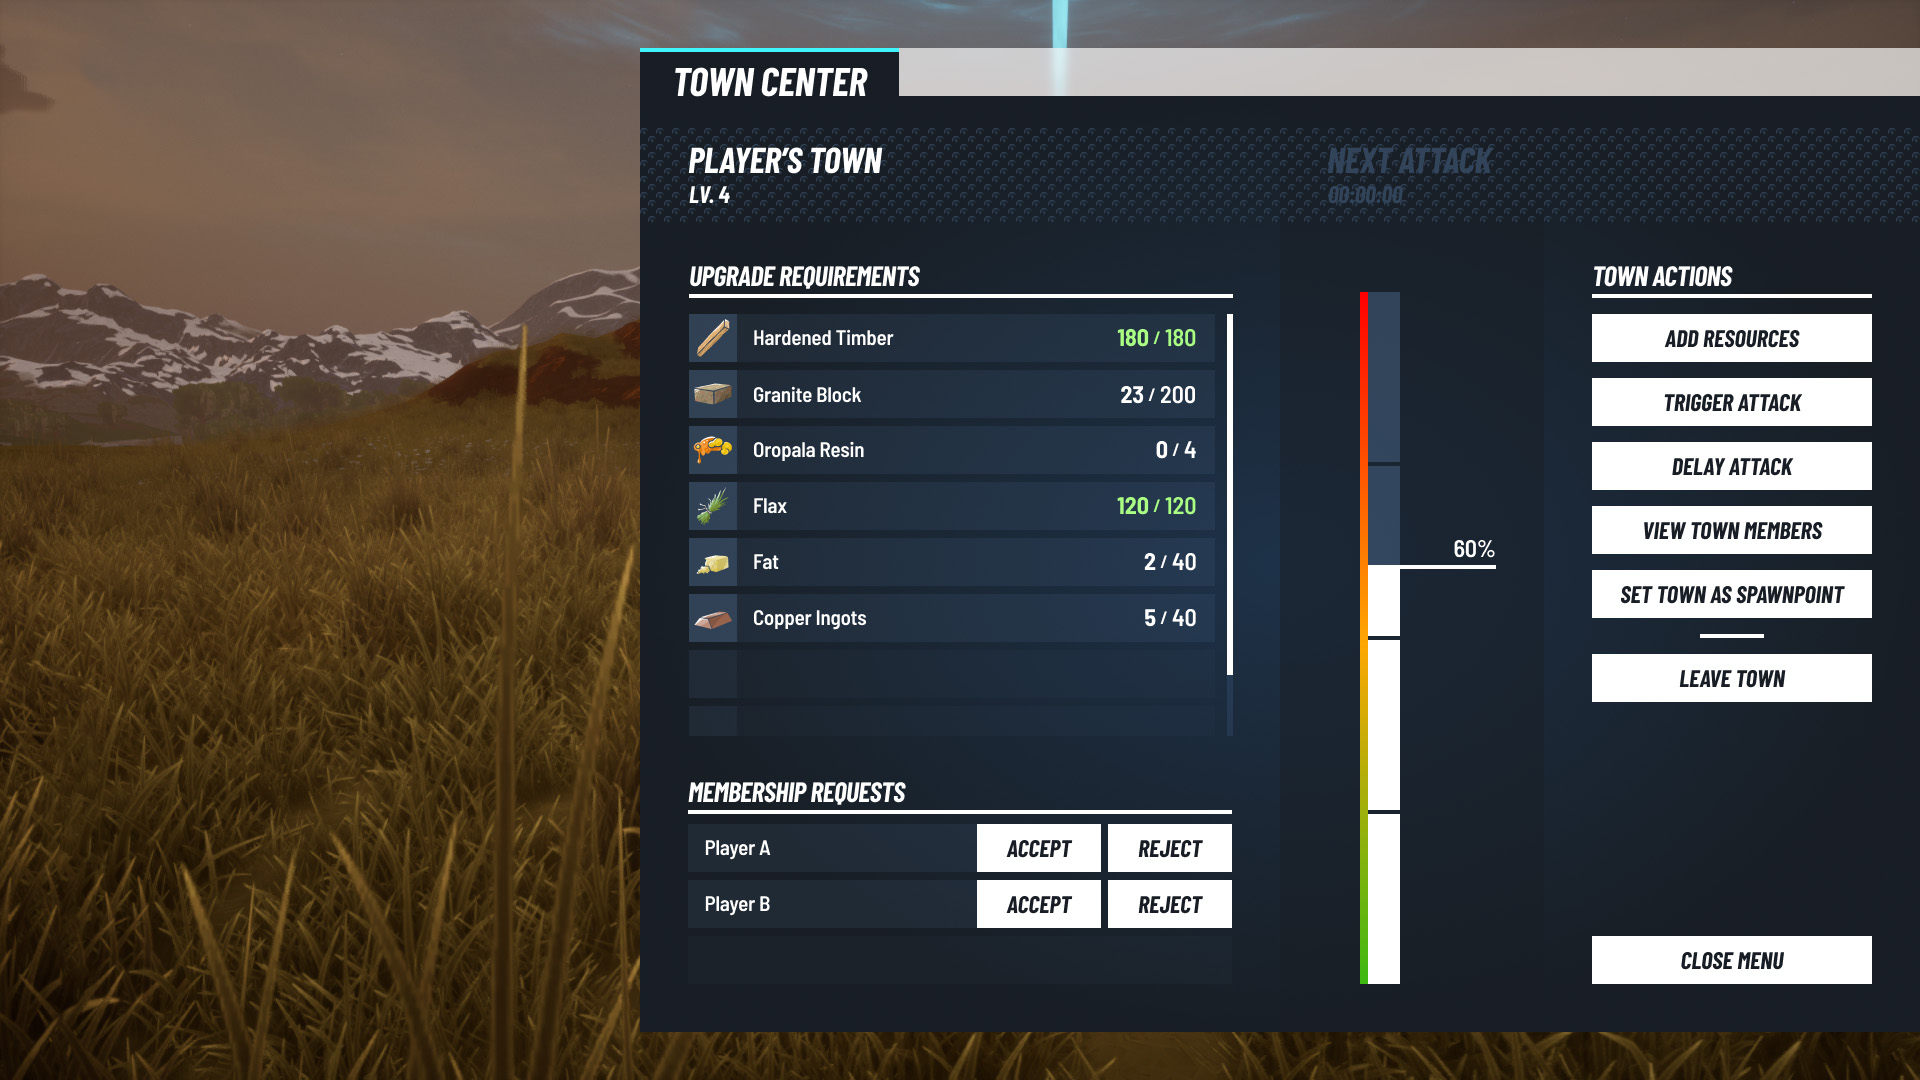 TOWN CENTER
PLAYER'S TOWN
LV. 4
NEXT ATTACK
00:00:00
UPGRADE REQUIREMENTS
Hardened Timber 180 / 180
Granite Block 23 / 200
Oropala Resin 0 / 4
Flax 120 / 120
Fat 2 / 40
Copper Ingots 5 / 40
MEMBERSHIP REQUESTS
Player A ACCEPT REJECT
Player B ACCEPT REJECT
60%
TOWN ACTIONS
ADD RESOURCES
TRIGGER ATTACK
DELAY ATTACK
VIEW TOWN MEMBERS
SET TOWN AS SPAWNPOINT
LEAVE TOWN
CLOSE MENU